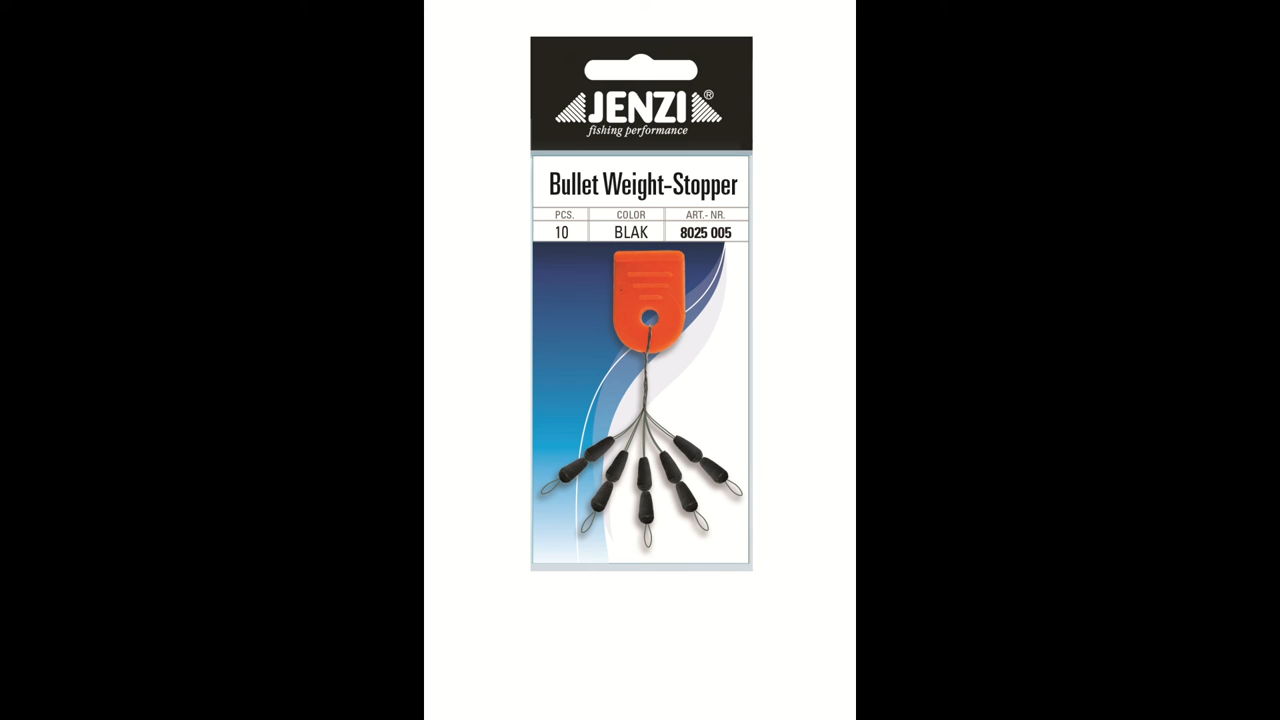 JENZI®
fishing performance
Bullet Weight-Stopper
PCS. COLOR ART.- NR.
10 BLAK 8025 005